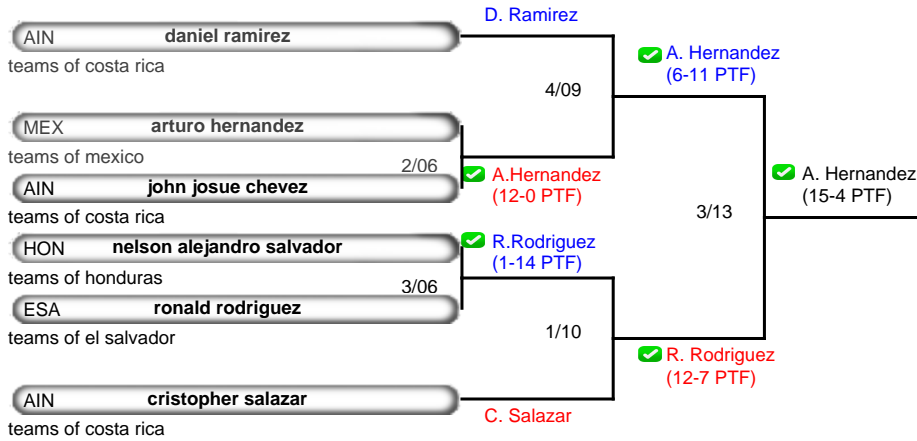 D. Ramirez
AIN daniel ramirez
teams of costa rica
A. Hernandez
(6-11 PTF)
4/09
MEX arturo hernandez
teams of mexico
2/06
A.Hernandez
(12-0 PTF)
AIN john josue chevez
teams of costa rica
A. Hernandez
(15-4 PTF)
3/13
HON nelson alejandro salvador
teams of honduras
R.Rodriguez
(1-14 PTF)
3/06
ESA ronald rodriguez
teams of el salvador
1/10
R. Rodriguez
(12-7 PTF)
AIN cristopher salazar
teams of costa rica
C. Salazar